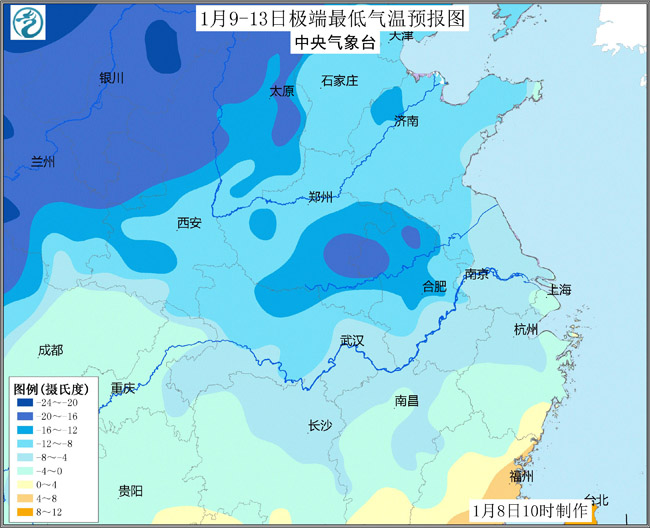 1月9-13日极端最低气温预报图
中央气象台
天津
银川
石家庄
太原
济南
兰州
郑州
西安
南京
合肥
上海
杭州
武汉
成都
重庆
南昌
长沙
福州
贵阳
台北
图例(摄氏度)
-24～-20
-20～-16
-16～-12
-12～-8
-8～-4
-4～0
0～4
4～8
8～12
1月8日10时制作